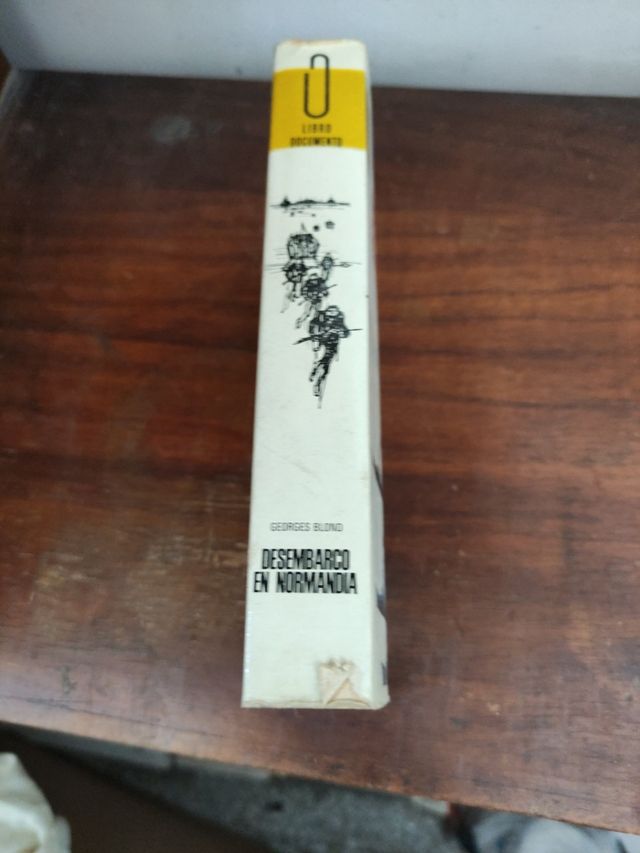 LIBRO
DOCUMENTO
GEORGES BLOND
DESEMBARCO
EN NORMANDIA